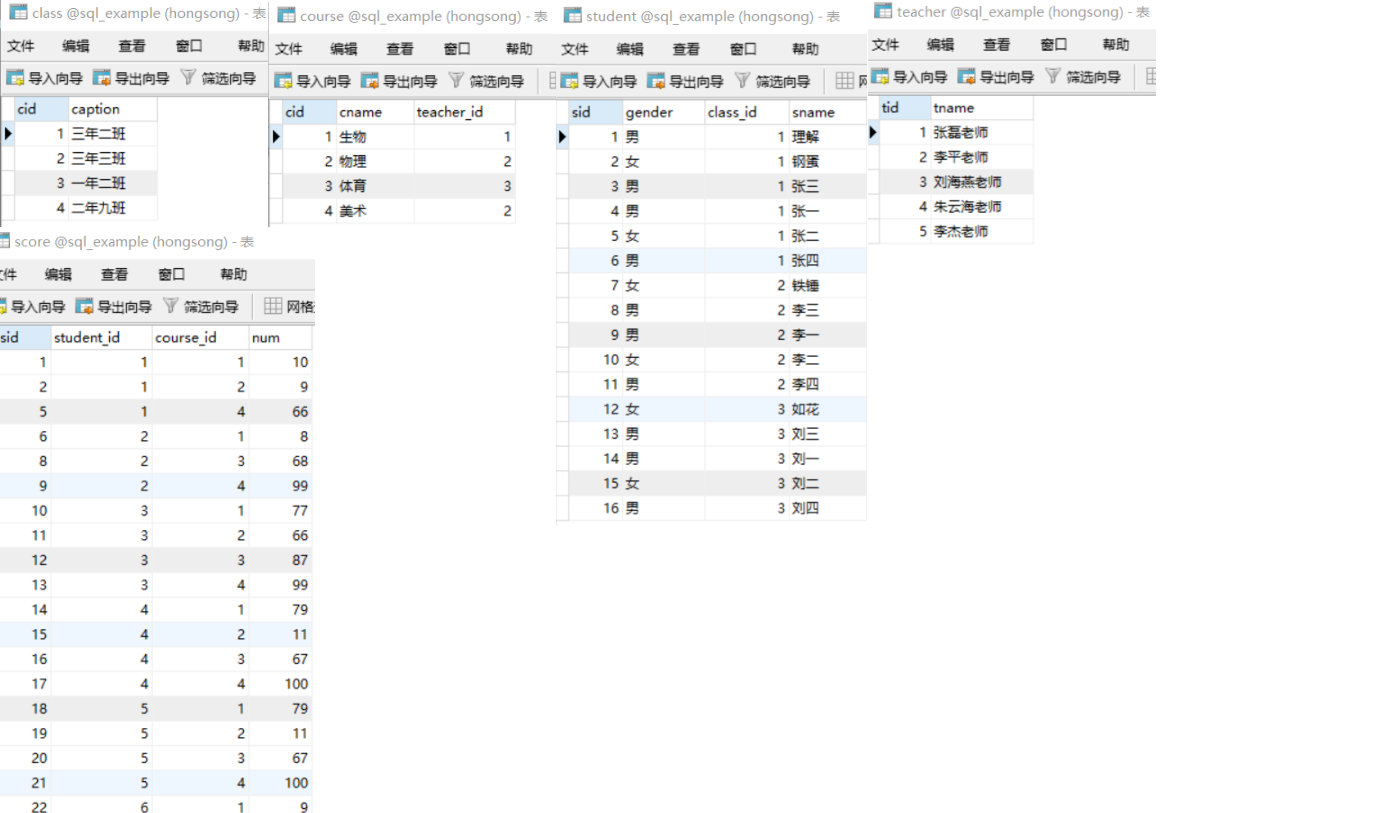 class @sql_example (hongsong) - 表
文件 编辑 查看 窗口 帮助
导入向导 导出向导 筛选向导
cid caption
1 三年二班
2 三年三班
3 一年二班
4 二年九班
course @sql_example (hongsong) - 表
文件 编辑 查看 窗口 帮助
导入向导 导出向导 筛选向导
cid cname teacher_id
1 生物 1
2 物理 2
3 体育 3
4 美术 2
student @sql_example (hongsong) - 表
文件 编辑 查看 窗口 帮助
导入向导 导出向导 筛选向导
sid gender class_id sname
1 男 1 理解
2 女 1 钢蛋
3 男 1 张三
4 男 1 张一
5 女 1 张二
6 男 1 张四
7 女 2 铁锤
8 男 2 李三
9 男 2 李一
10 女 2 李二
11 男 2 李四
12 女 3 如花
13 男 3 刘三
14 男 3 刘一
15 女 3 刘二
16 男 3 刘四
teacher @sql_example (hongsong) - 表
文件 编辑 查看 窗口 帮助
导入向导 导出向导 筛选向导
tid tname
1 张磊老师
2 李平老师
3 刘海燕老师
4 朱云海老师
5 李杰老师
score @sql_example (hongsong) - 表
件 编辑 查看 窗口 帮助
导入向导 导出向导 筛选向导 网格
sid student_id course_id num
1 1 1 10
2 1 2 9
5 1 4 66
6 2 1 8
8 2 3 68
9 2 4 99
10 3 1 77
11 3 2 66
12 3 3 87
13 3 4 99
14 4 1 79
15 4 2 11
16 4 3 67
17 4 4 100
18 5 1 79
19 5 2 11
20 5 3 67
21 5 4 100
22 6 1 9